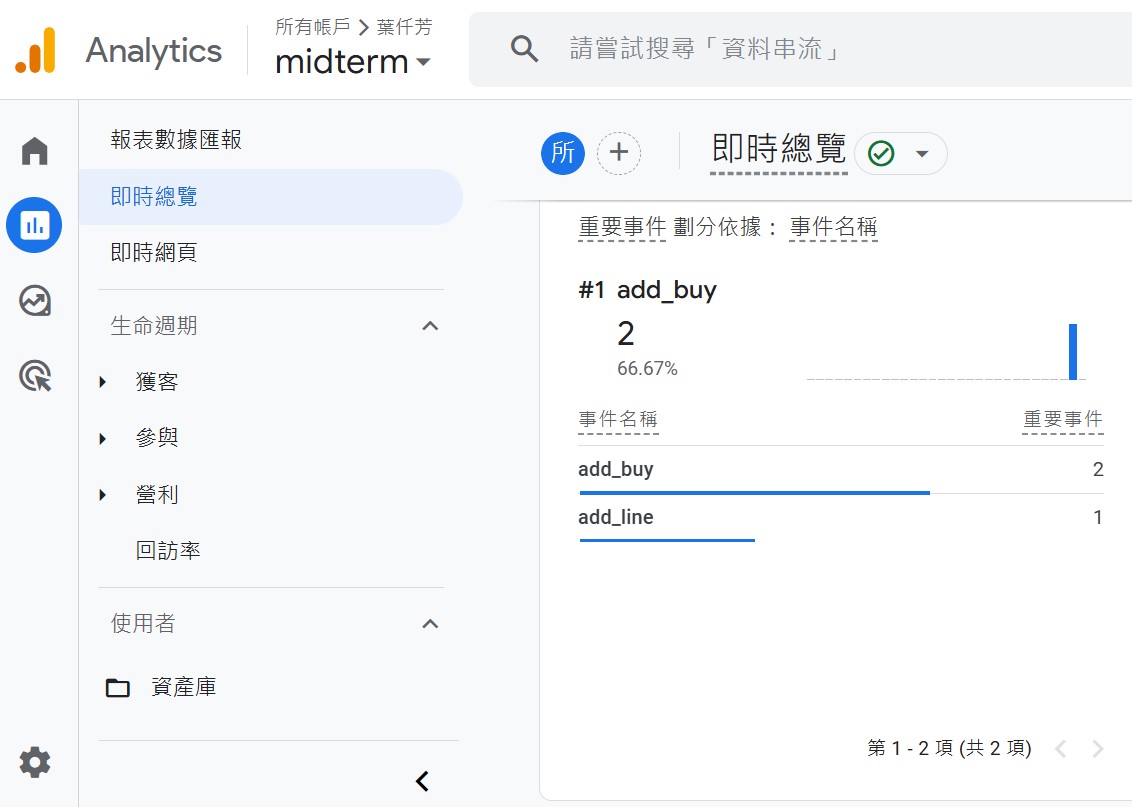 Analytics
所有帳戶 > 葉仟芳
midterm
請嘗試搜尋「資料串流」
報表數據匯報
即時總覽
即時網頁
生命週期
獲客
參與
營利
回訪率
使用者
資產庫
所
即時總覽
重要事件 劃分依據： 事件名稱
#1 add_buy
2
66.67%
事件名稱 重要事件
add_buy 2
add_line 1
第 1 - 2 項 (共 2 項)